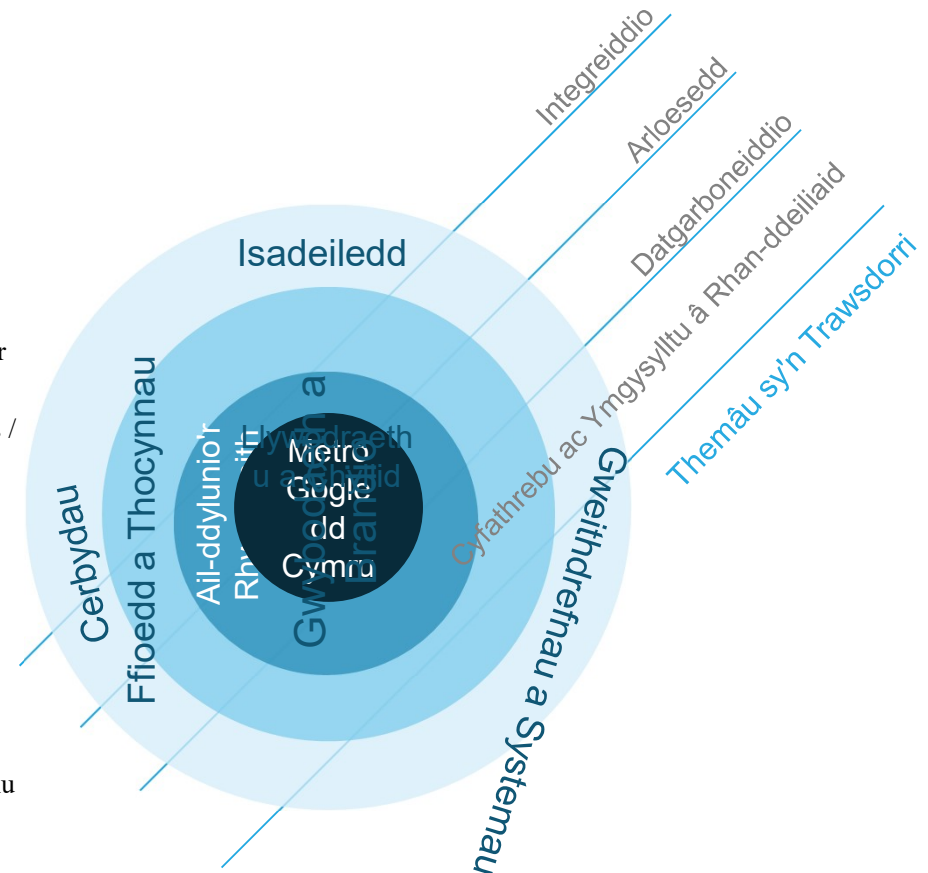 Integreiddio
Arloesedd
Datgarboneiddio
Cyfathrebu ac Ymgysylltu â Rhan-ddeiliaid
Themâu sy'n Trawsdorri
Isadeiledd
Cerbydau
Ffioedd a Thocynnau
Ail-ddylunio'r
Metro
Gogle
dd
Cymru
Gweithdrefnau a Systemau
r
/
u